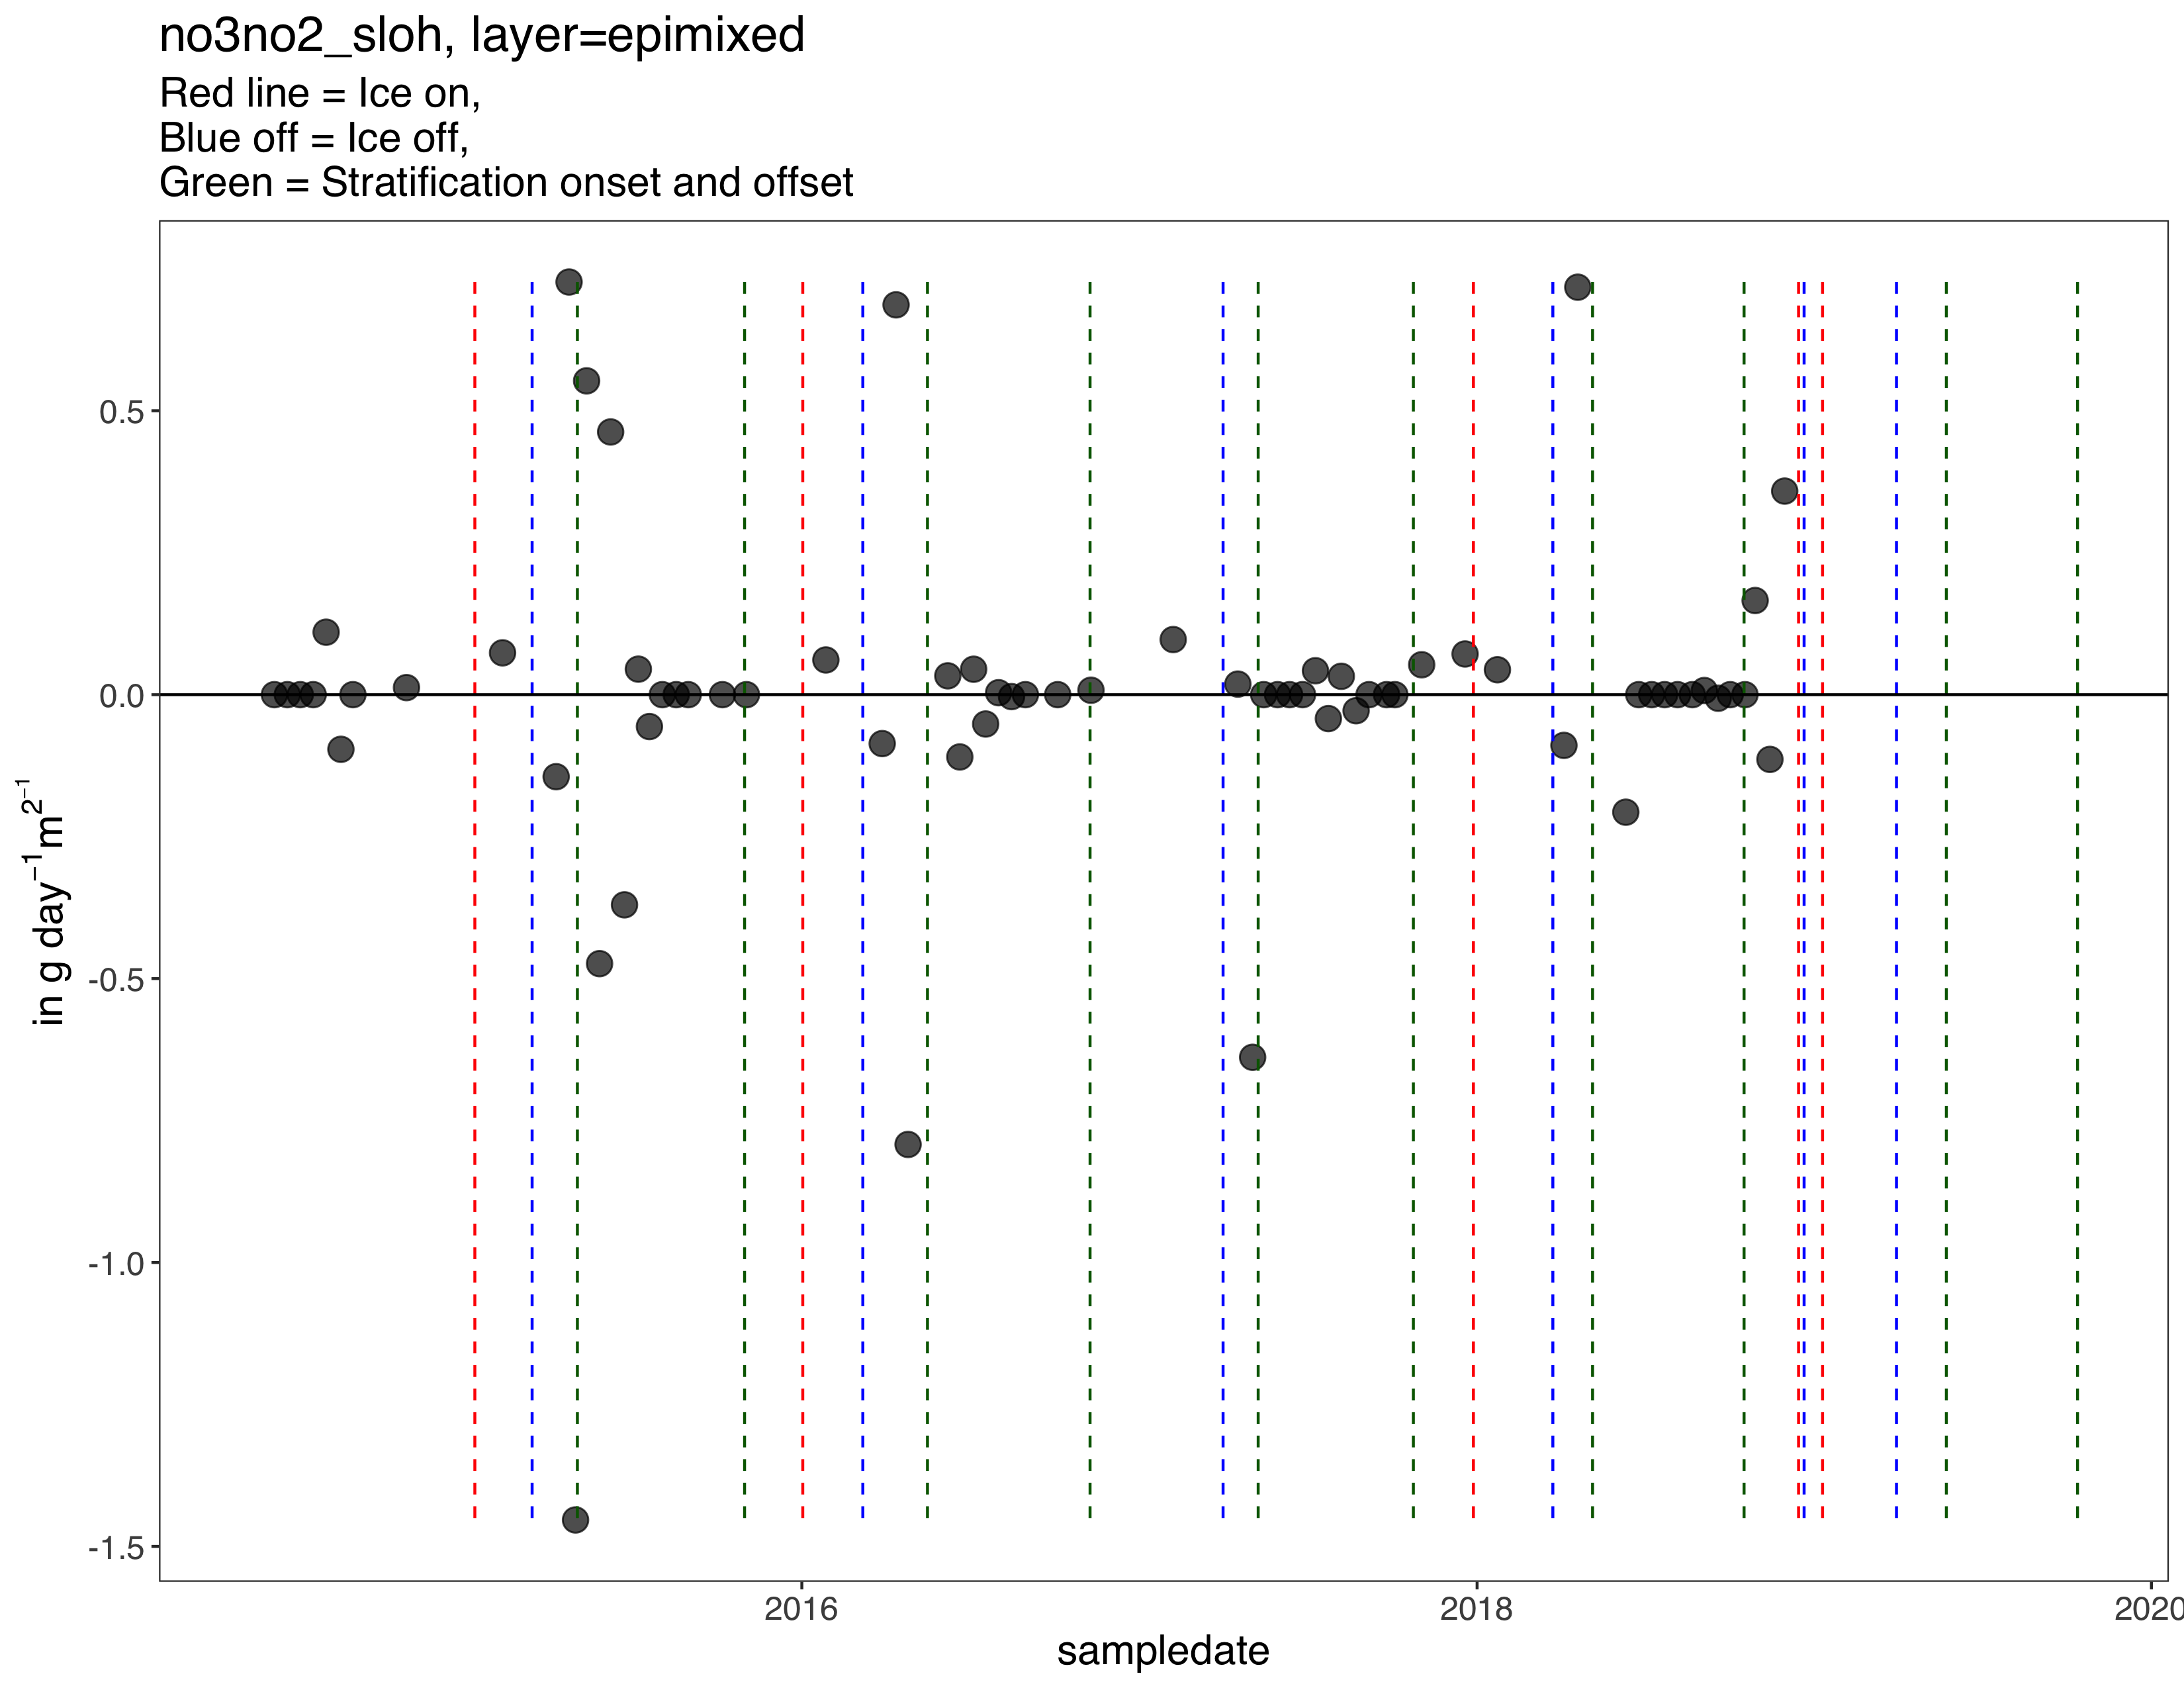 no3no2_sloh, layer=epimixed
Red line = Ice on,
Blue off = Ice off,
Green = Stratification onset and offset
in g day⁻¹m²⁻¹
0.5
0.0
-0.5
-1.0
-1.5
2016
2018
2020
sampledate